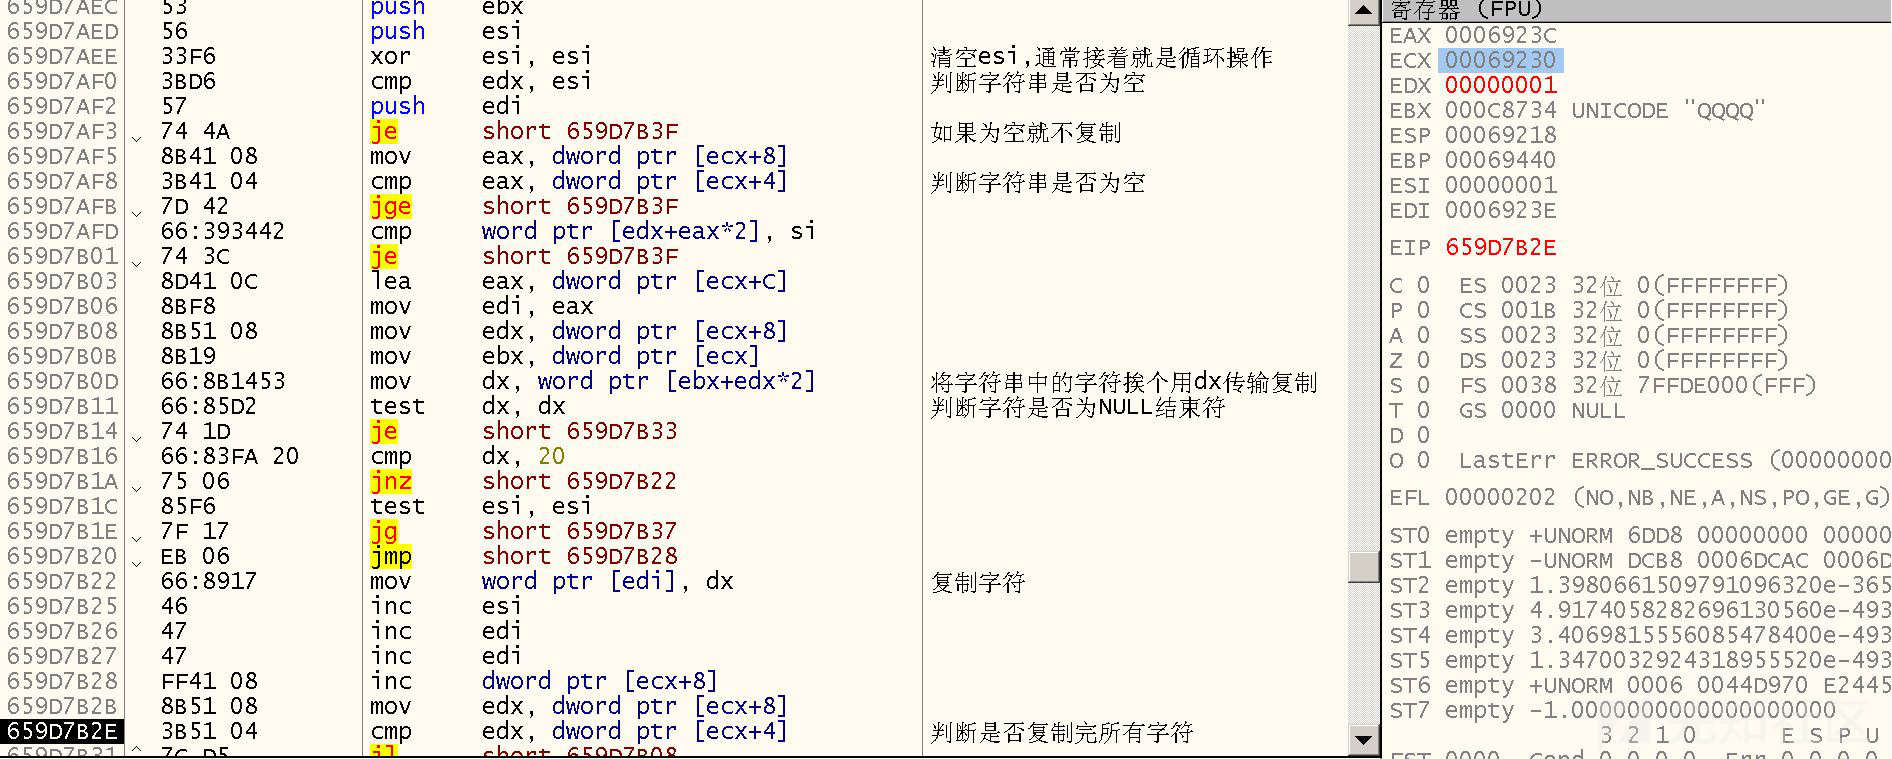 659D7AEC 53 push ebx
659D7AED 56 push esi
659D7AEE 33F6 xor esi, esi 清空esi,通常接着就是循环操作
659D7AF0 3BD6 cmp edx, esi 判断字符串是否为空
659D7AF2 57 push edi
659D7AF3 74 4A je short 659D7B3F 如果为空就不复制
659D7AF5 8B41 08 mov eax, dword ptr [ecx+8]
659D7AF8 3B41 04 cmp eax, dword ptr [ecx+4] 判断字符串是否为空
659D7AFB 7D 42 jge short 659D7B3F
659D7AFD 66:393442 cmp word ptr [edx+eax*2], si
659D7B01 74 3C je short 659D7B3F
659D7B03 8D41 0C lea eax, dword ptr [ecx+C]
659D7B06 8BF8 mov edi, eax
659D7B08 8B51 08 mov edx, dword ptr [ecx+8]
659D7B0B 8B19 mov ebx, dword ptr [ecx]
659D7B0D 66:8B1453 mov dx, word ptr [ebx+edx*2] 将字符串中的字符挨个用dx传输复制
659D7B11 66:85D2 test dx, dx 判断字符是否为NULL结束符
659D7B14 74 1D je short 659D7B33
659D7B16 66:83FA 20 cmp dx, 20
659D7B1A 75 06 jnz short 659D7B22
659D7B1C 85F6 test esi, esi
659D7B1E 7F 17 jg short 659D7B37
659D7B20 EB 06 jmp short 659D7B28
659D7B22 66:8917 mov word ptr [edi], dx 复制字符
659D7B25 46 inc esi
659D7B26 47 inc edi
659D7B27 47 inc edi
659D7B28 FF41 08 inc dword ptr [ecx+8]
659D7B2B 8B51 08 mov edx, dword ptr [ecx+8]
659D7B2E 3B51 04 cmp edx, dword ptr [ecx+4] 判断是否复制完所有字符
659D7B31 7C D5 jl short 659D7B08
寄存器 (FPU)
EAX 0006923C
ECX 00069230
EDX 00000001
EBX 000C8734 UNICODE "QQQQ"
ESP 00069218
EBP 00069440
ESI 00000001
EDI 0006923E
EIP 659D7B2E
C 0 ES 0023 32位 0(FFFFFFFF)
P 0 CS 001B 32位 0(FFFFFFFF)
A 0 SS 0023 32位 0(FFFFFFFF)
Z 0 DS 0023 32位 0(FFFFFFFF)
S 0 FS 0038 32位 7FFDE000(FFF)
T 0 GS 0000 NULL
D 0
O 0 LastErr ERROR_SUCCESS (00000000
EFL 00000202 (NO,NB,NE,A,NS,PO,GE,G)
ST0 empty +UNORM 6DD8 00000000 00000
ST1 empty -UNORM DCB8 0006DCAC 0006D
ST2 empty 1.3980661509791096320e-365
ST3 empty 4.9174058282696130560e-493
ST4 empty 3.4069815556085478400e-493
ST5 empty 1.3470032924318955520e-493
ST6 empty +UNORM 0006 0044D970 E2445
ST7 empty -1.0000000000000000000
3 2 1 0 E S P U
FST 0000 Cond 0 0 0 0 Err 0 0 0 0